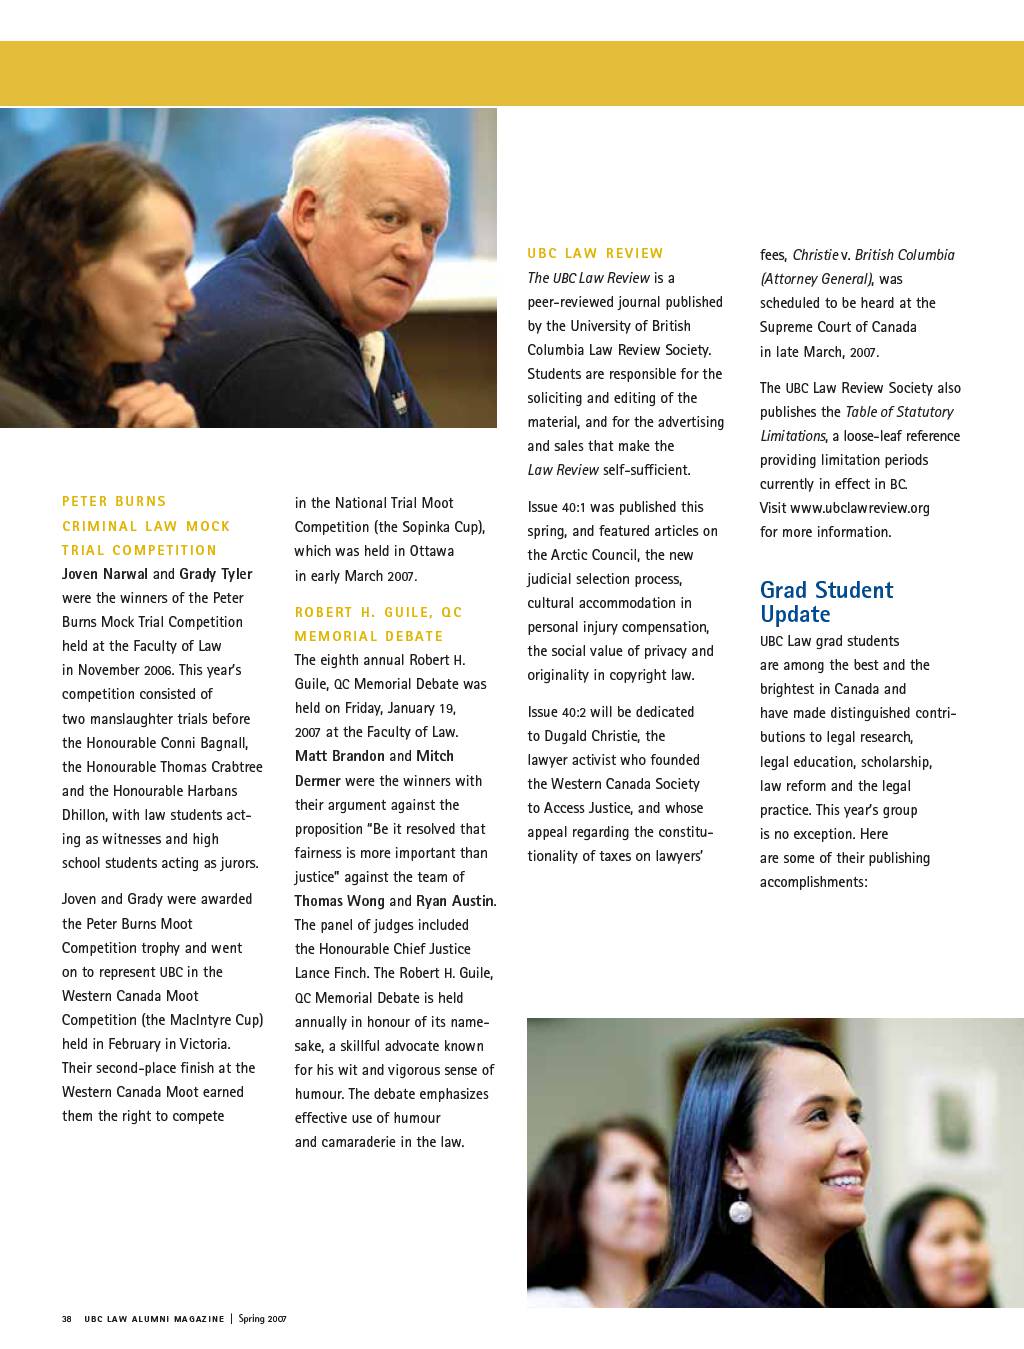 PETER BURNS
CRIMINAL LAW MOCK
TRIAL COMPETITION
Joven Narwal and Grady Tyler
were the winners of the Peter
Burns Mock Trial Competition
held at the Faculty of Law
in November 2006. This year's
competition consisted of
two manslaughter trials before
the Honourable Conni Bagnall,
the Honourable Thomas Crabtree
and the Honourable Harbans
Dhillon, with law students act-
ing as witnesses and high
school students acting as jurors.
Joven and Grady were awarded
the Peter Burns Moot
Competition trophy and went
on to represent UBC in the
Western Canada Moot
Competition (the MacIntyre Cup)
held in February in Victoria.
Their second-place finish at the
Western Canada Moot earned
them the right to compete
in the National Trial Moot
Competition (the Sopinka Cup),
which was held in Ottawa
in early March 2007.
ROBERT H. GUILE, QC
MEMORIAL DEBATE
The eighth annual Robert H.
Guile, QC Memorial Debate was
held on Friday, January 19,
2007 at the Faculty of Law.
Matt Brandon and Mitch
Dermer were the winners with
their argument against the
proposition “Be it resolved that
fairness is more important than
justice” against the team of
Thomas Wong and Ryan Austin.
The panel of judges included
the Honourable Chief Justice
Lance Finch. The Robert H. Guile,
QC Memorial Debate is held
annually in honour of its name-
sake, a skillful advocate known
for his wit and vigorous sense of
humour. The debate emphasizes
effective use of humour
and camaraderie in the law.
UBC LAW REVIEW
The UBC Law Review is a
peer-reviewed journal published
by the University of British
Columbia Law Review Society.
Students are responsible for the
soliciting and editing of the
material, and for the advertising
and sales that make the
Law Review self-sufficient.
Issue 40:1 was published this
spring, and featured articles on
the Arctic Council, the new
judicial selection process,
cultural accommodation in
personal injury compensation,
the social value of privacy and
originality in copyright law.
Issue 40:2 will be dedicated
to Dugald Christie, the
lawyer activist who founded
the Western Canada Society
to Access Justice, and whose
appeal regarding the constitu-
tionality of taxes on lawyers'
fees, Christie v. British Columbia
(Attorney General), was
scheduled to be heard at the
Supreme Court of Canada
in late March, 2007.
The UBC Law Review Society also
publishes the Table of Statutory
Limitations, a loose-leaf reference
providing limitation periods
currently in effect in BC.
Visit www.ubclawreview.org
for more information.
Grad Student
Update
UBC Law grad students
are among the best and the
brightest in Canada and
have made distinguished contri-
butions to legal research,
legal education, scholarship,
law reform and the legal
practice. This year's group
is no exception. Here
are some of their publishing
accomplishments:
38 UBC LAW ALUMNI MAGAZINE | Spring 2007